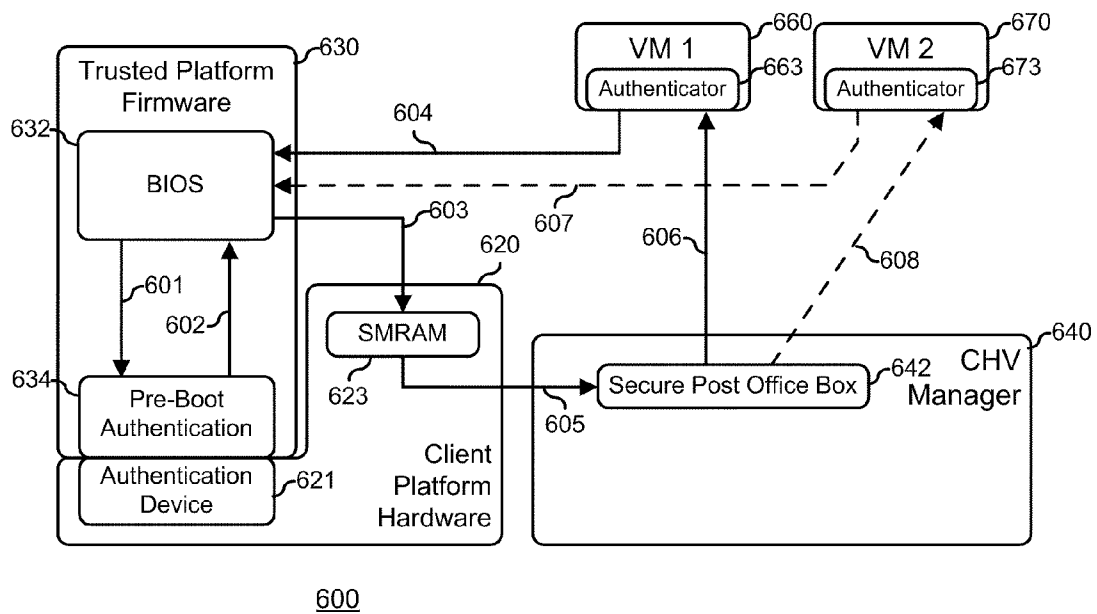 660
670
630
VM 1
VM 2
Trusted Platform
Firmware
663
673
Authenticator
Authenticator
604
632
BIOS
603
607
606
620
608
601
602
SMRAM
640
634
CHV
Manager
642
Pre-Boot
Authentication
623
Secure Post Office Box
605
Authentication
Device
621
Client
Platform
Hardware
600